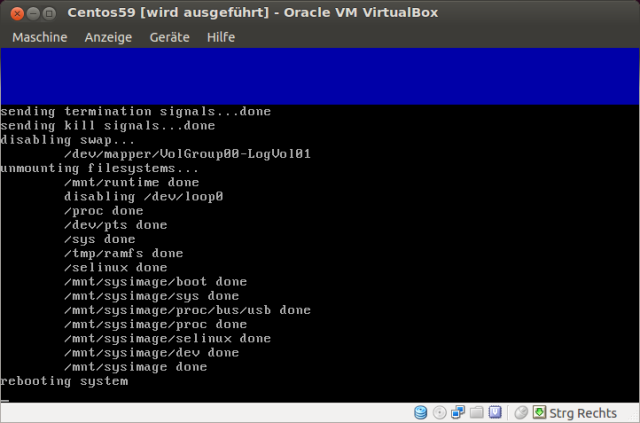 Centos59 [wird ausgeführt] - Oracle VM VirtualBox
Maschine Anzeige Geräte Hilfe
sending termination signals...done
sending kill signals...done
disabling swap...
/dev/mapper/VolGroup00-LogVol01
unmounting filesystems...
/mnt/runtime done
disabling /dev/loop0
/proc done
/dev/pts done
/sys done
/tmp/ramfs done
/selinux done
/mnt/sysimage/boot done
/mnt/sysimage/sys done
/mnt/sysimage/proc/bus/usb done
/mnt/sysimage/proc done
/mnt/sysimage/selinux done
/mnt/sysimage/dev done
/mnt/sysimage done
rebooting system
Strg Rechts